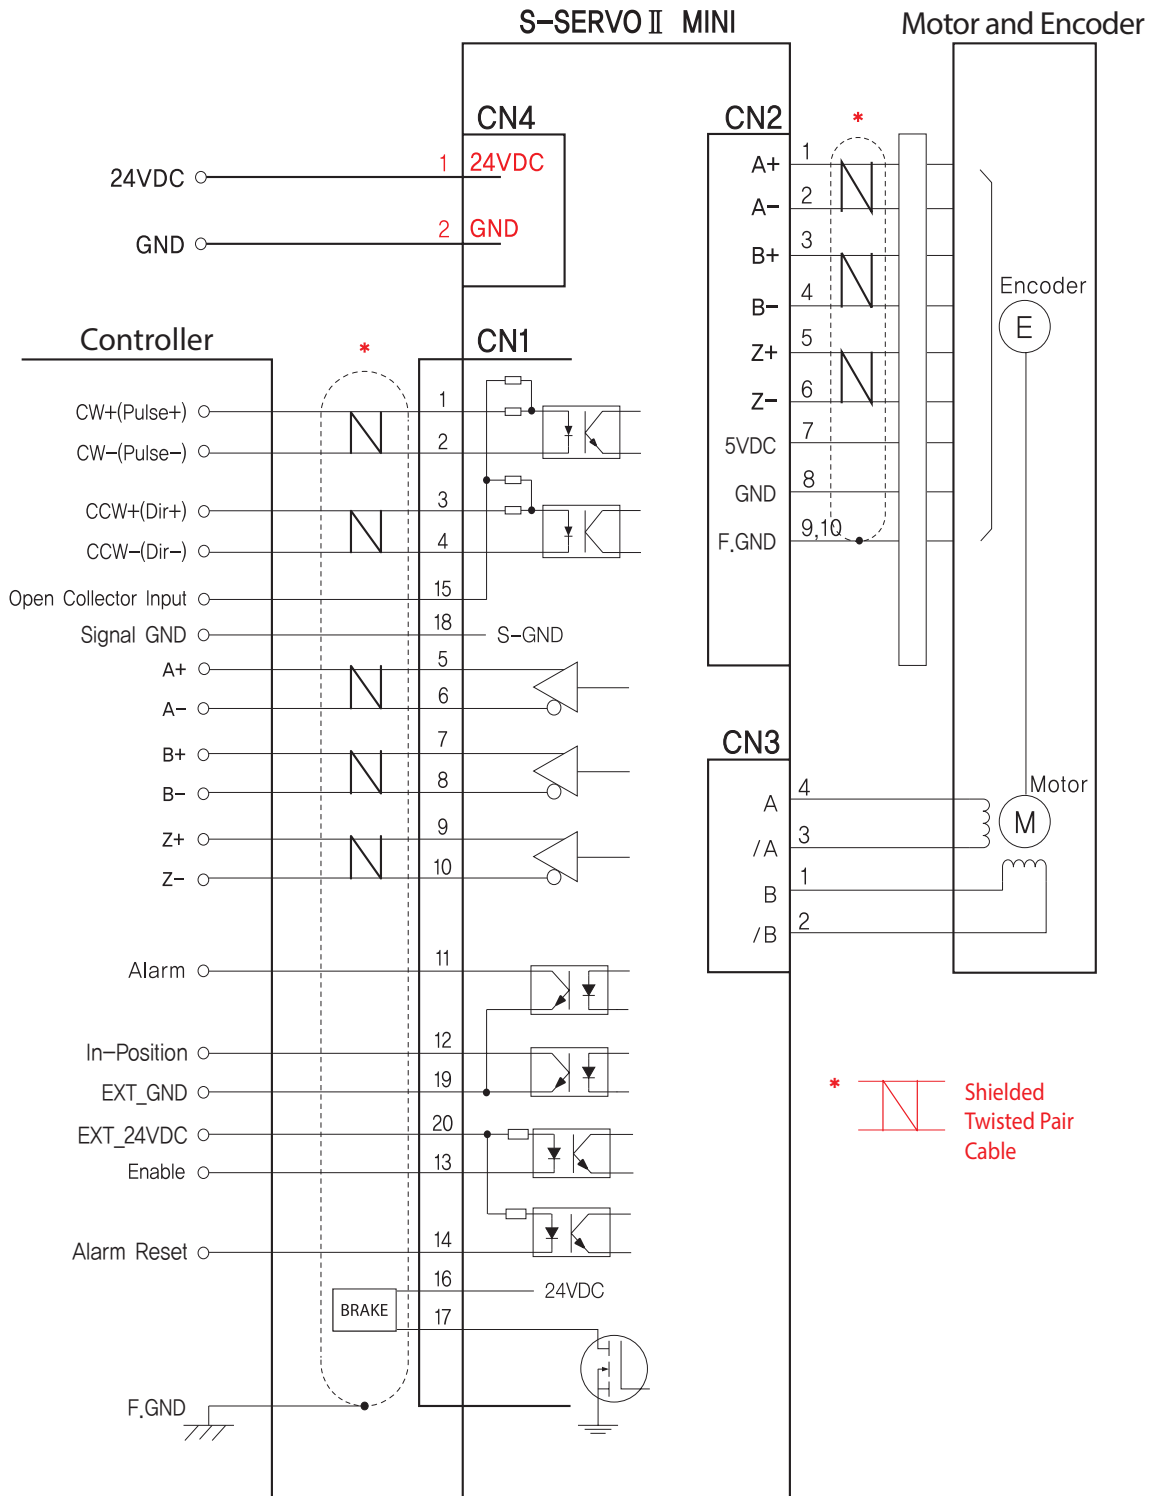 S-SERVO Ⅱ MINI
Motor and Encoder
CN4
1 24VDC
24VDC
2 GND
GND
CN2
*
A+ 1
A- 2
B+ 3
B- 4
Z+ 5
Z- 6
5VDC 7
GND 8
F.GND 9,10
Encoder
E
Controller
*
CN1
CW+(Pulse+) 1
CW-(Pulse-) 2
CCW+(Dir+) 3
CCW-(Dir-) 4
Open Collector Input 15
Signal GND 18 S-GND
A+ 5
A- 6
B+ 7
B- 8
Z+ 9
Z- 10
CN3
A 4
/A 3
B 1
/B 2
Motor
M
Alarm 11
In-Position 12
EXT_GND 19
EXT_24VDC 20
Enable 13
Alarm Reset 14
BRAKE
16 24VDC
17
F.GND
* Shielded
Twisted Pair
Cable